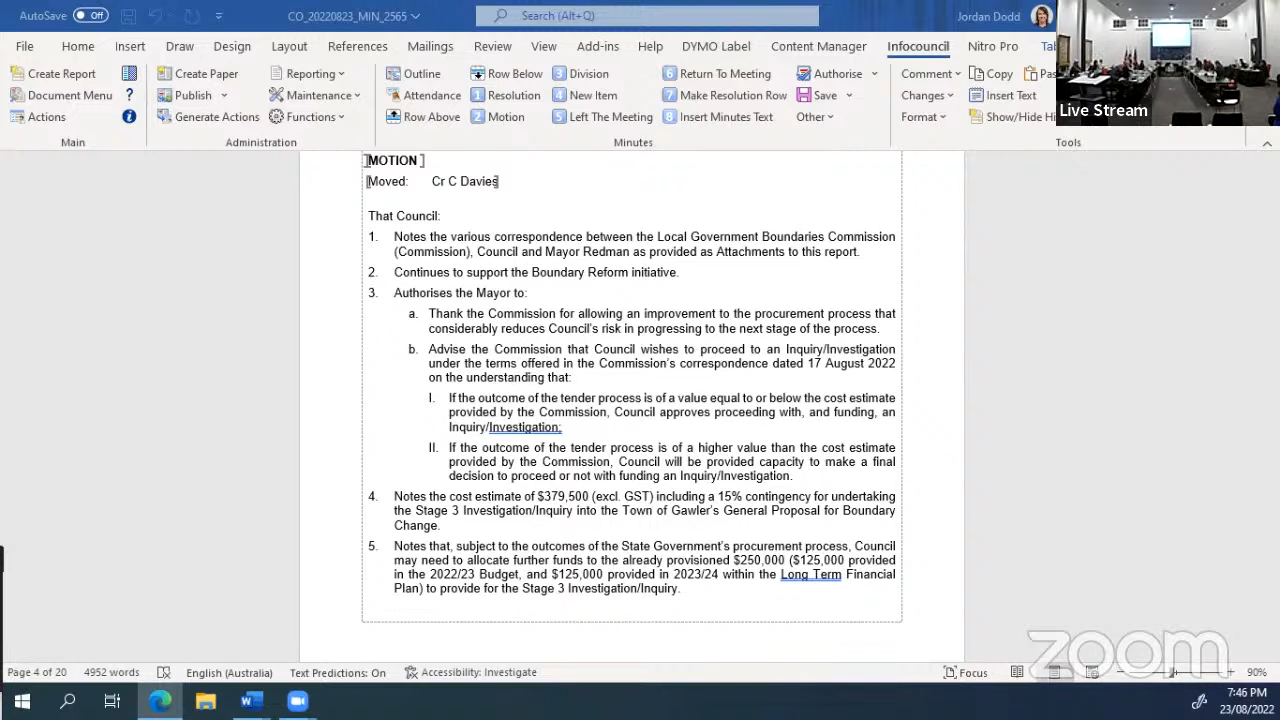 AutoSave Off CO_20220823_MIN_2565 Search (Alt+Q) Jordan Dodd
File Home Insert Draw Design Layout References Mailings Review View Add-ins Help DYMO Label Content Manager Infocouncil Nitro Pro Tab
Create Report Create Paper Reporting Outline Row Below 3 Division 6 Return To Meeting Authorise Comment Copy Pas
Document Menu ? Publish Maintenance Attendance 1 Resolution 4 New Item 7 Make Resolution Row Save Changes Insert Text
Actions Generate Actions Functions Row Above 2 Motion 5 Left The Meeting 8 Insert Minutes Text Other Format Show/Hide Hi
Main Administration Minutes Tools
Live Stream
MOTION
Moved: Cr C Davies
That Council:
1. Notes the various correspondence between the Local Government Boundaries Commission
(Commission), Council and Mayor Redman as provided as Attachments to this report.
2. Continues to support the Boundary Reform initiative.
3. Authorises the Mayor to:
a. Thank the Commission for allowing an improvement to the procurement process that
considerably reduces Council's risk in progressing to the next stage of the process.
b. Advise the Commission that Council wishes to proceed to an Inquiry/Investigation
under the terms offered in the Commission's correspondence dated 17 August 2022
on the understanding that:
I. If the outcome of the tender process is of a value equal to or below the cost estimate
provided by the Commission, Council approves proceeding with, and funding, an
Inquiry/Investigation;
II. If the outcome of the tender process is of a higher value than the cost estimate
provided by the Commission, Council will be provided capacity to make a final
decision to proceed or not with funding an Inquiry/Investigation.
4. Notes the cost estimate of $379,500 (excl. GST) including a 15% contingency for undertaking
the Stage 3 Investigation/Inquiry into the Town of Gawler's General Proposal for Boundary
Change.
5. Notes that, subject to the outcomes of the State Government's procurement process, Council
may need to allocate further funds to the already provisioned $250,000 ($125,000 provided
in the 2022/23 Budget, and $125,000 provided in 2023/24 within the Long Term Financial
Plan) to provide for the Stage 3 Investigation/Inquiry.
zoom
Page 4 of 20 4952 words English (Australia) Text Predictions: On Accessibility: Investigate Focus 90%
7:46 PM
23/08/2022